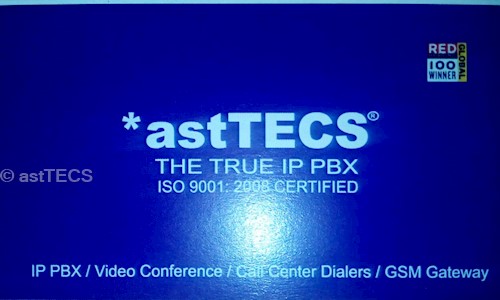 RED
100
WINNER
GLOBAL
*astTECS®
THE TRUE IP PBX
ISO 9001: 2008 CERTIFIED
© astTECS
IP PBX / Video Conference / Call Center Dialers / GSM Gateway